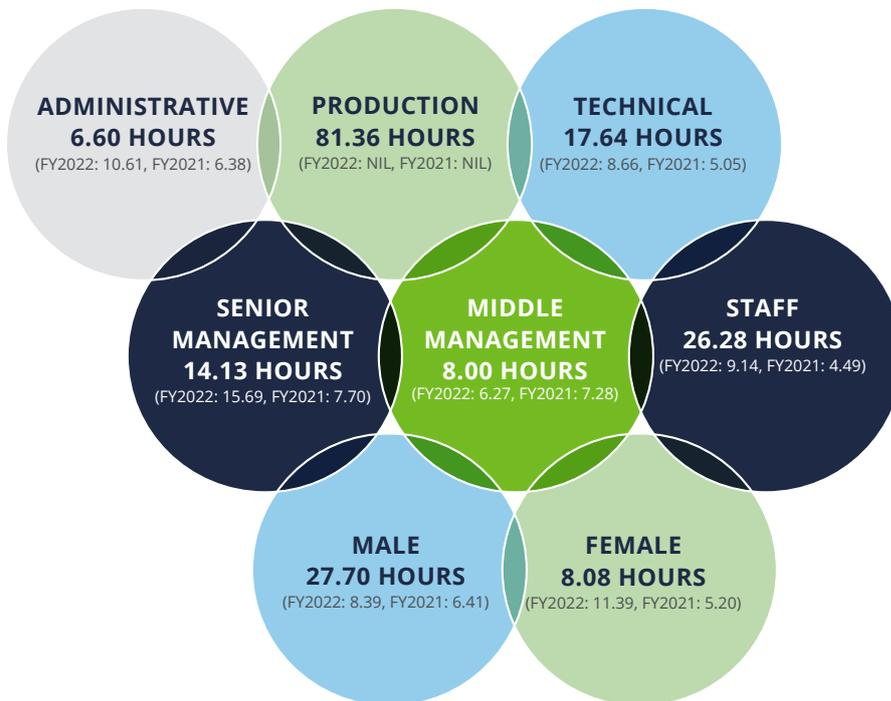 ADMINISTRATIVE
6.60 HOURS
(FY2022: 10.61, FY2021: 6.38)
PRODUCTION
81.36 HOURS
(FY2022: NIL, FY2021: NIL)
TECHNICAL
17.64 HOURS
(FY2022: 8.66, FY2021: 5.05)
SENIOR
MANAGEMENT
14.13 HOURS
(FY2022: 15.69, FY2021: 7.70)
MIDDLE
MANAGEMENT
8.00 HOURS
(FY2022: 6.27, FY2021: 7.28)
STAFF
26.28 HOURS
(FY2022: 9.14, FY2021: 4.49)
MALE
27.70 HOURS
(FY2022: 8.39, FY2021: 6.41)
FEMALE
8.08 HOURS
(FY2022: 11.39, FY2021: 5.20)